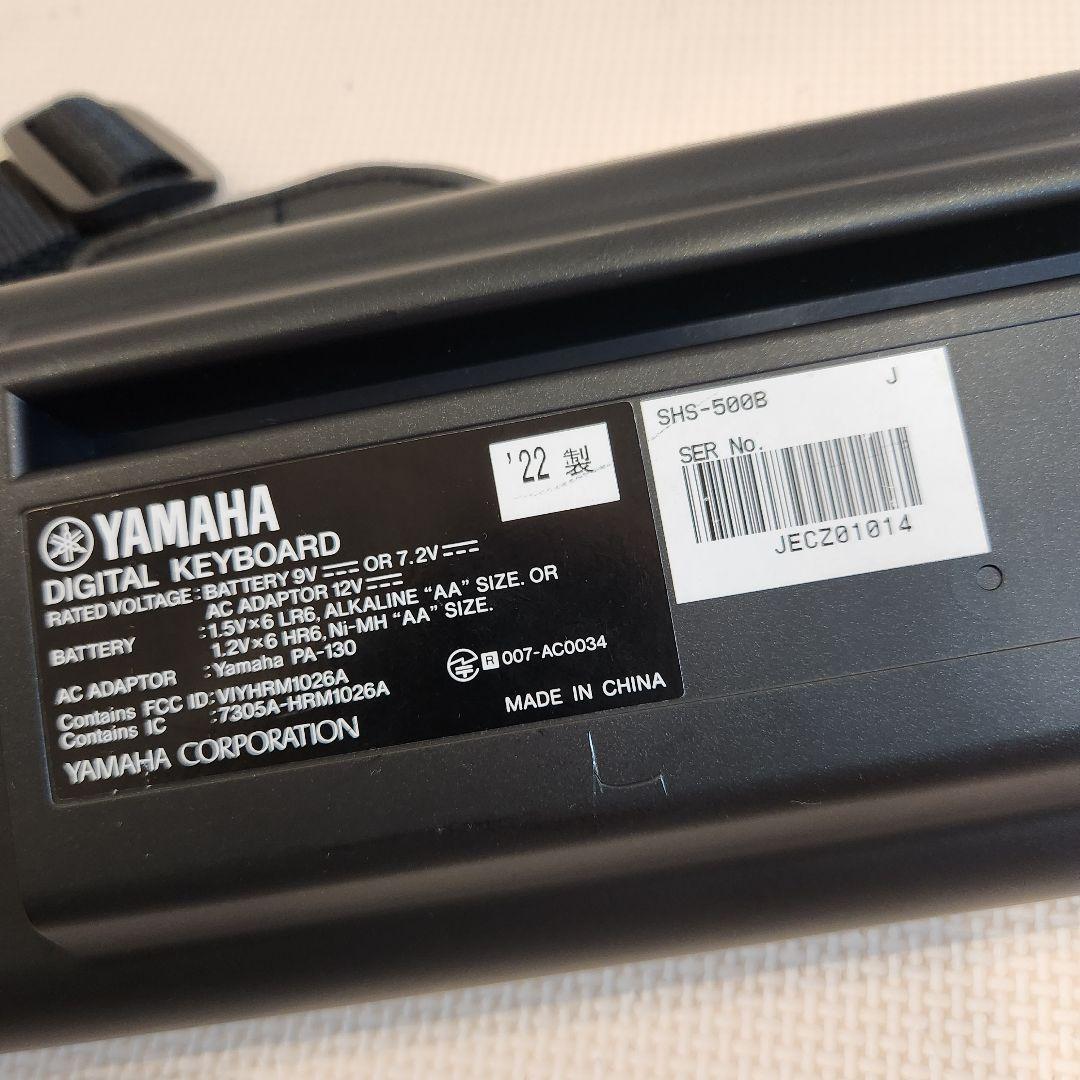 YAMAHA
'22 製
DIGITAL KEYBOARD
RATED VOLTAGE : BATTERY 9V ⎓ OR 7.2V ⎓
AC ADAPTOR 12V ⎓
BATTERY : 1.5V×6 LR6, ALKALINE “AA” SIZE. OR
1.2V×6 HR6, Ni-MH “AA” SIZE.
AC ADAPTOR : Yamaha PA-130
Contains FCC ID : VIYHRM1026A
Contains IC : 7305A-HRM1026A
R 007-AC0034
YAMAHA CORPORATION
MADE IN CHINA
SHS-500B J
SER No.
JECZ01014